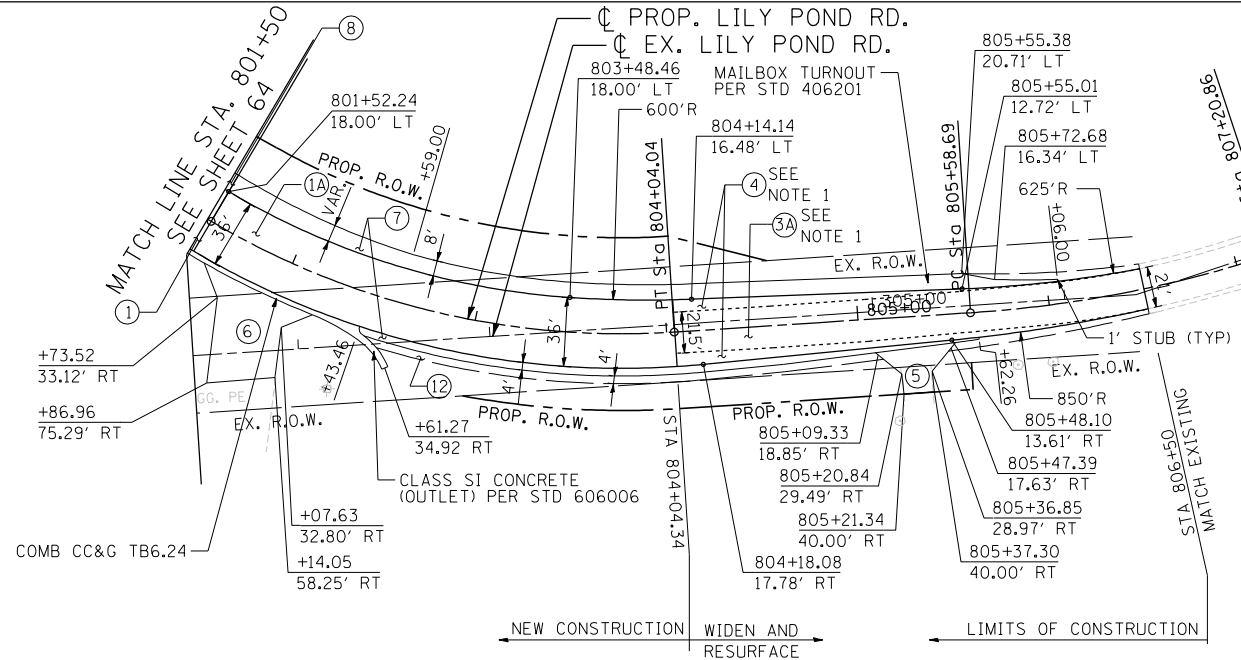 ℄ PROP. LILY POND RD.
℄ EX. LILY POND RD.
MATCH LINE STA. 801+50
SEE SHEET 64
8
801+52.24
18.00' LT
803+48.46
18.00' LT
600'R
MAILBOX TURNOUT
PER STD 406201
804+14.14
16.48' LT
805+55.38
20.71' LT
805+55.01
12.72' LT
805+72.68
16.34' LT
625'R
+06.00
807+20.86
PROP. R.O.W.
1A
VAR.
+59.00
8'
7
36'
1
PT Sta 804+04.04
4 SEE
NOTE 1
3A SEE
NOTE 1
PC Sta 805+58.69
EX. R.O.W.
305+00
805+00
21.5'
36'
21'
1' STUB (TYP)
6
+73.52
33.12' RT
+86.96
75.29' RT
GG. PE
EX. R.O.W.
+43.46
12
4'
4'
PROP. R.O.W.
PROP. R.O.W.
5
+62.26
EX. R.O.W.
850'R
+61.27
34.92 RT
CLASS SI CONCRETE
(OUTLET) PER STD 606006
+07.63
32.80' RT
+14.05
58.25' RT
COMB CC&G TB6.24
STA 804+04.34
805+09.33
18.85' RT
805+20.84
29.49' RT
805+21.34
40.00' RT
804+18.08
17.78' RT
805+48.10
13.61' RT
805+47.39
17.63' RT
805+36.85
28.97' RT
805+37.30
40.00' RT
STA 806+50
MATCH EXISTING
NEW CONSTRUCTION
WIDEN AND
RESURFACE
LIMITS OF CONSTRUCTION